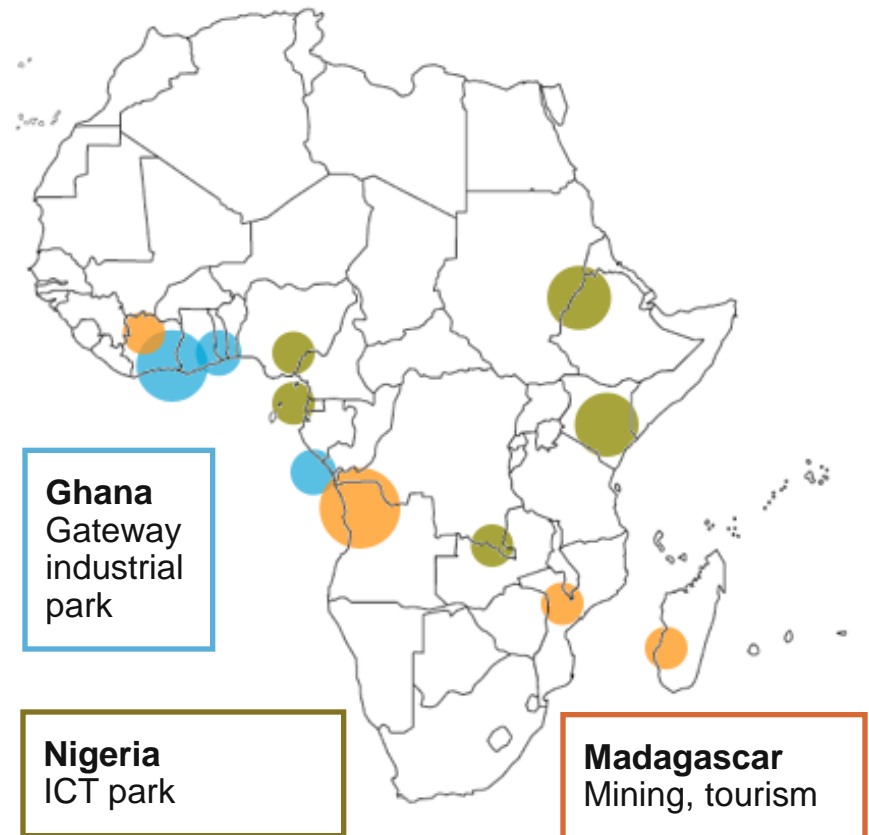 Ghana
Gateway
industrial
park
Nigeria
ICT park
Madagascar
Mining, tourism